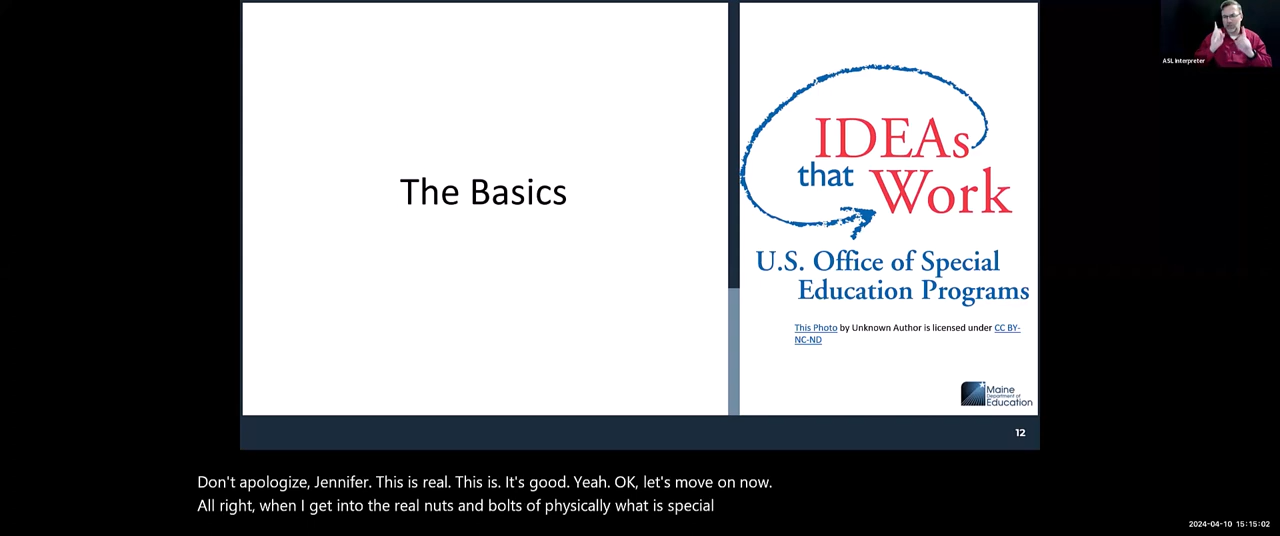 The Basics
IDEAs
that Work
U.S. Office of Special
Education Programs
This Photo by Unknown Author is licensed under CC BY-
NC-ND
Maine
Department of
Education
12
ASL Interpreter
Don't apologize, Jennifer. This is real. This is. It's good. Yeah. OK, let's move on now.
All right, when I get into the real nuts and bolts of physically what is special
2024-04-10 15:15:02